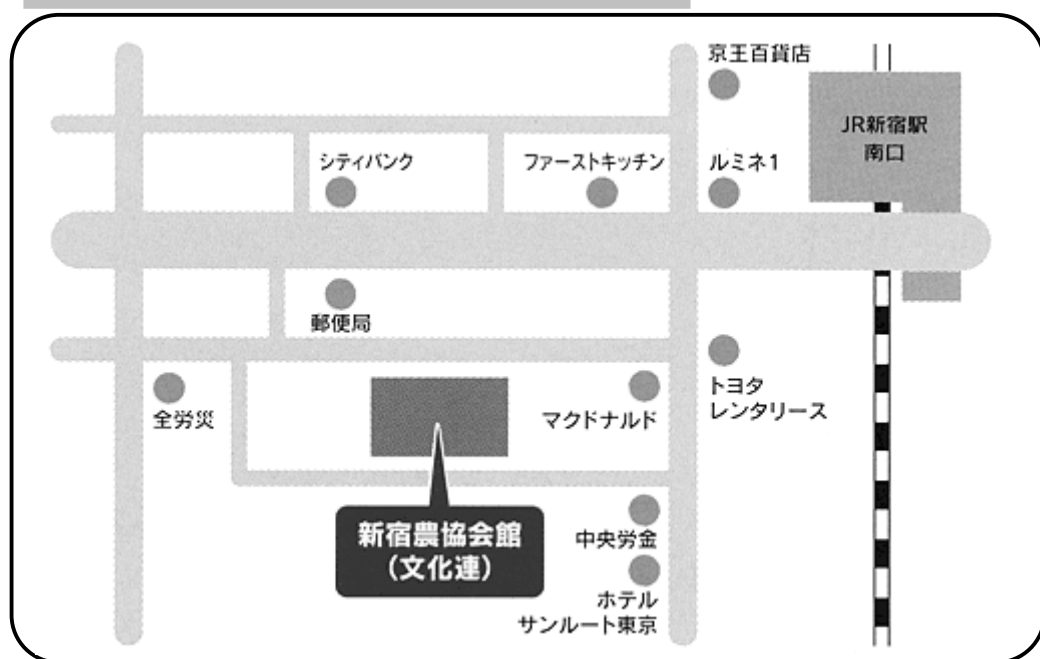 京王百貨店
JR新宿駅
南口
シティバンク
ファーストキッチン
ルミネ1
郵便局
トヨタ
レンタリース
全労災
マクドナルド
新宿農協会館
（文化連）
中央労金
ホテル
サンルート東京